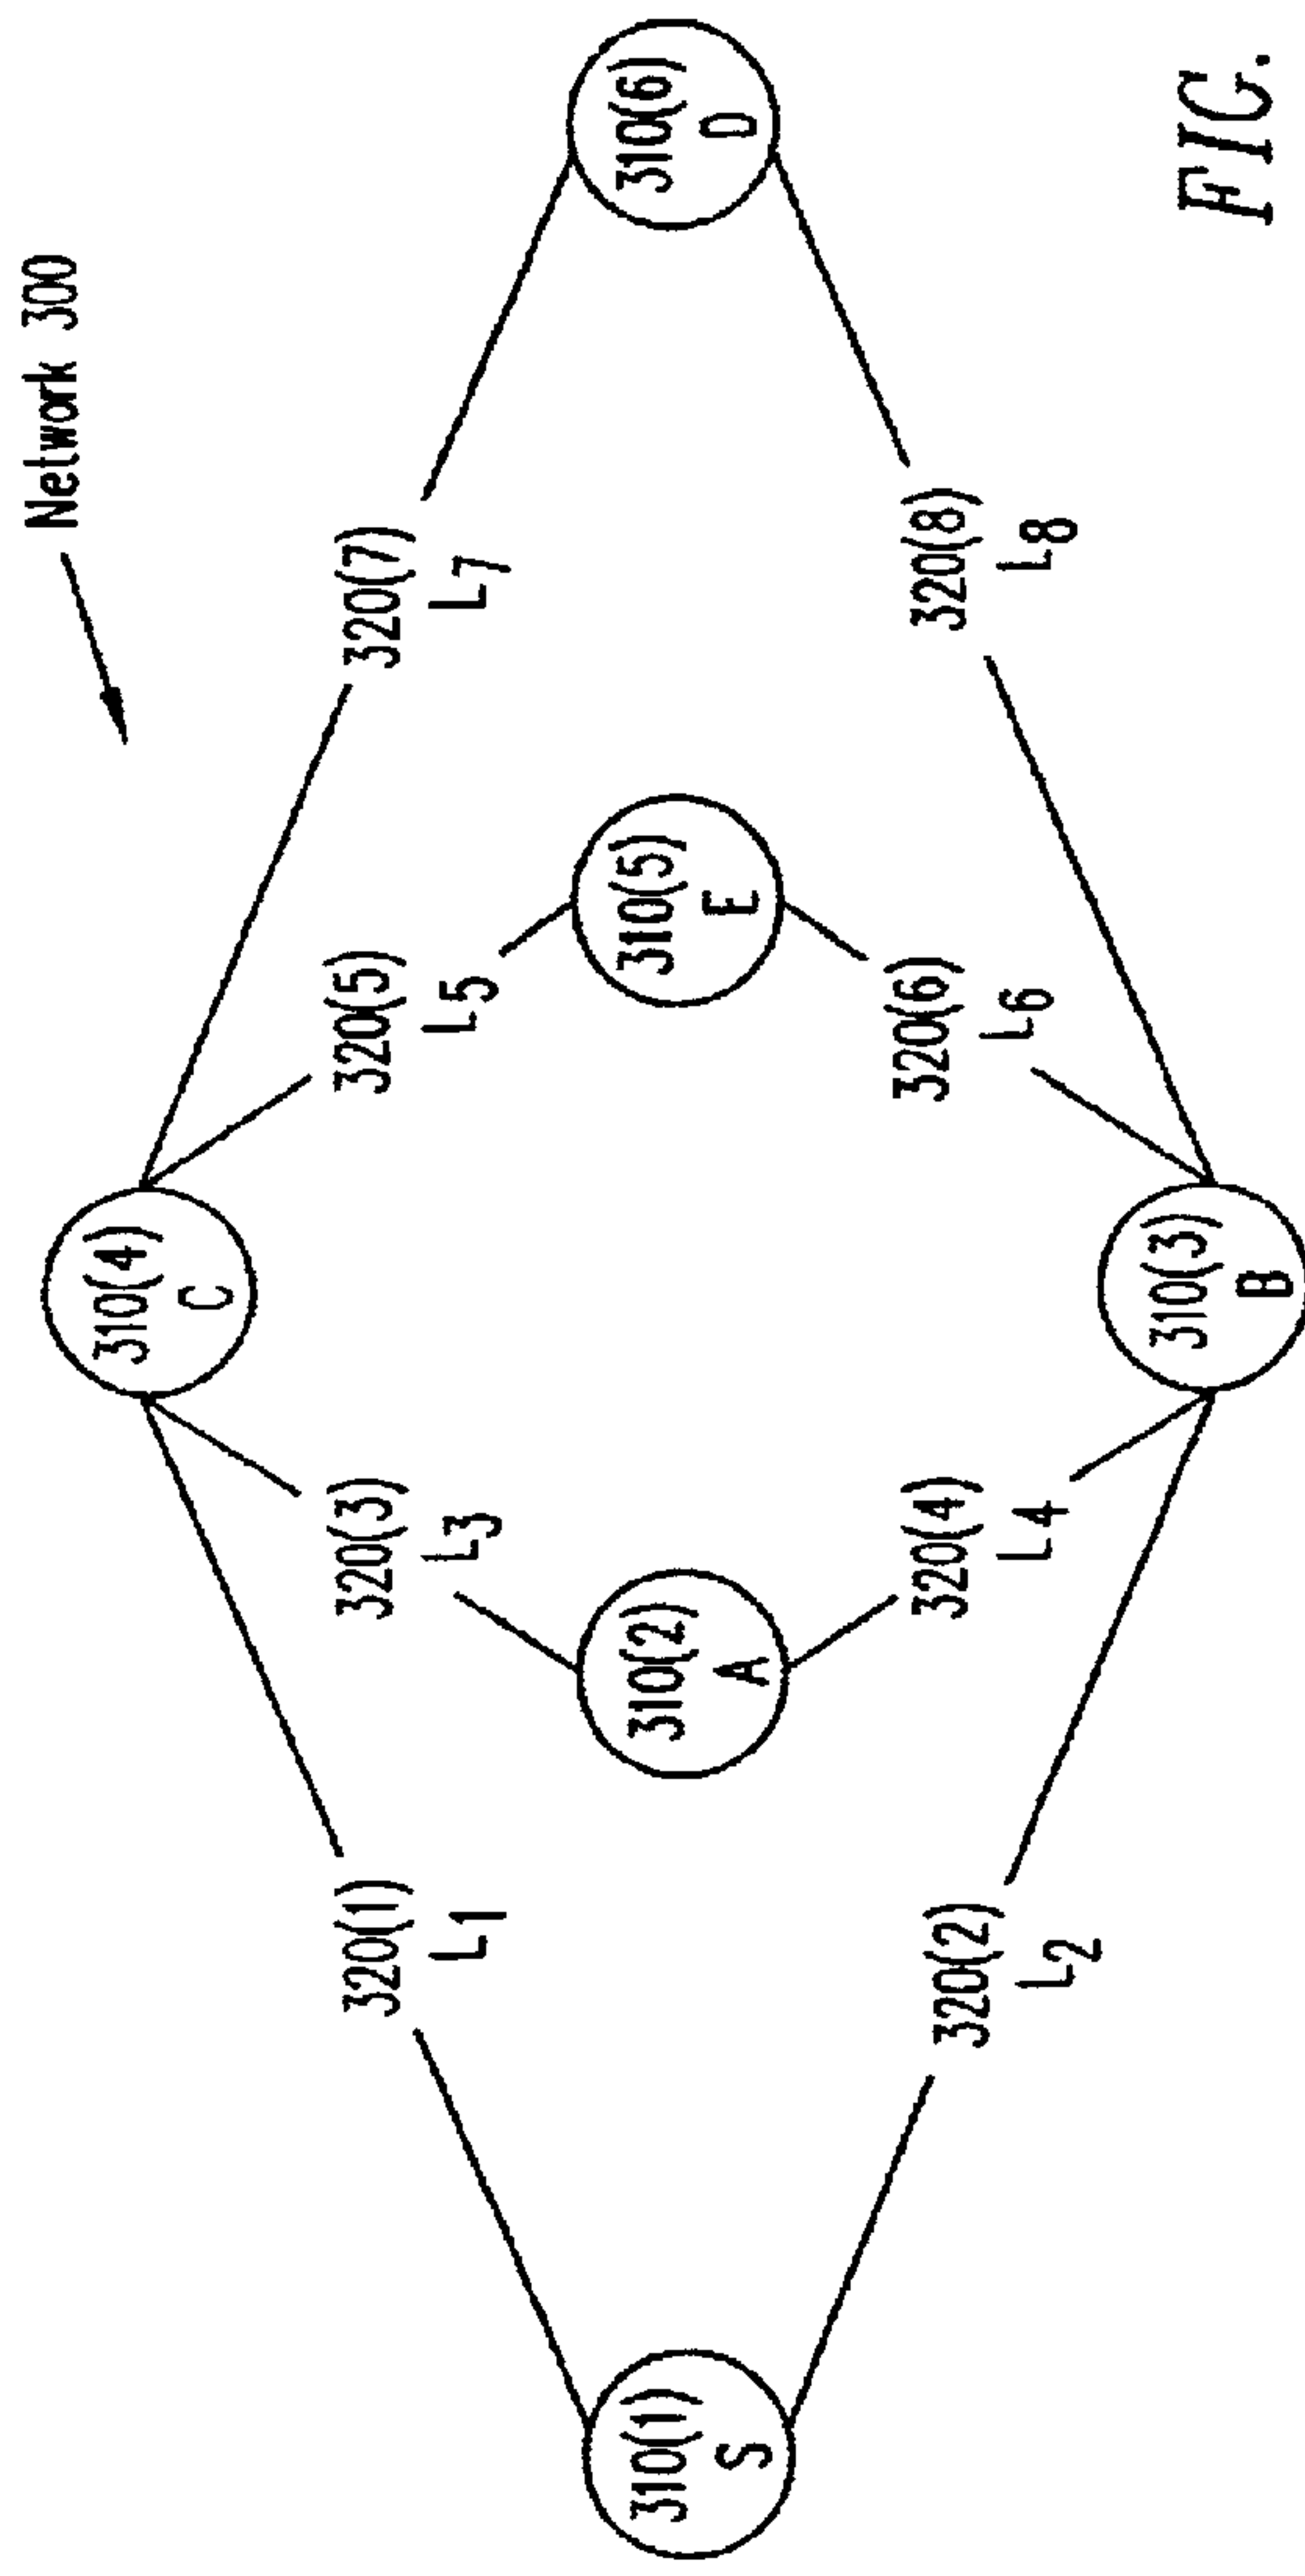 Network 300
310(4)
C
320(1)
L1
320(3)
L3
320(5)
L5
320(7)
L7
310(1)
S
310(2)
A
310(5)
E
310(6)
D
320(2)
L2
320(4)
L4
320(6)
L6
320(8)
L8
310(3)
B
FIG.